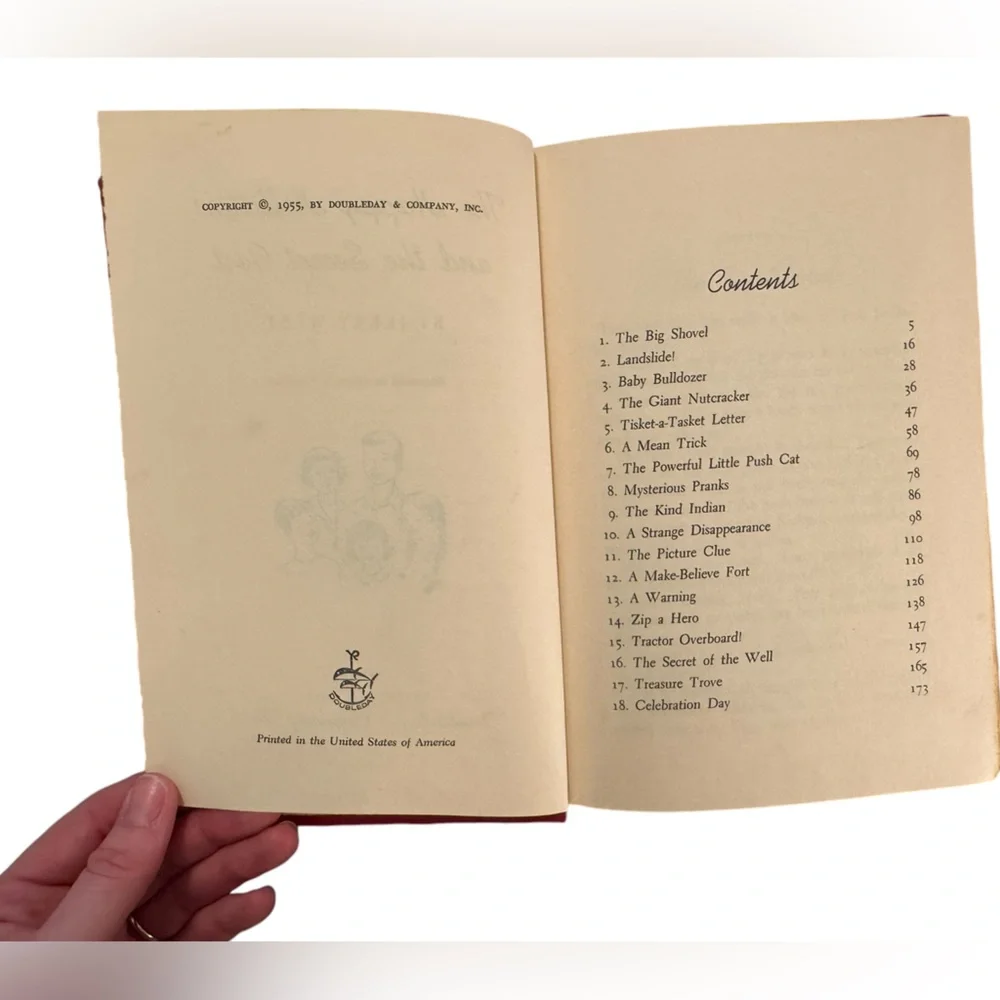 COPYRIGHT ©, 1955, BY DOUBLEDAY & COMPANY, INC.
DOUBLEDAY
Printed in the United States of America
Contents
1. The Big Shovel 5
2. Landslide! 16
3. Baby Bulldozer 28
4. The Giant Nutcracker 36
5. Tisket-a-Tasket Letter 47
6. A Mean Trick 58
7. The Powerful Little Push Cat 69
8. Mysterious Pranks 78
9. The Kind Indian 86
10. A Strange Disappearance 98
11. The Picture Clue 110
12. A Make-Believe Fort 118
13. A Warning 126
14. Zip a Hero 138
15. Tractor Overboard! 147
16. The Secret of the Well 157
17. Treasure Trove 165
18. Celebration Day 173